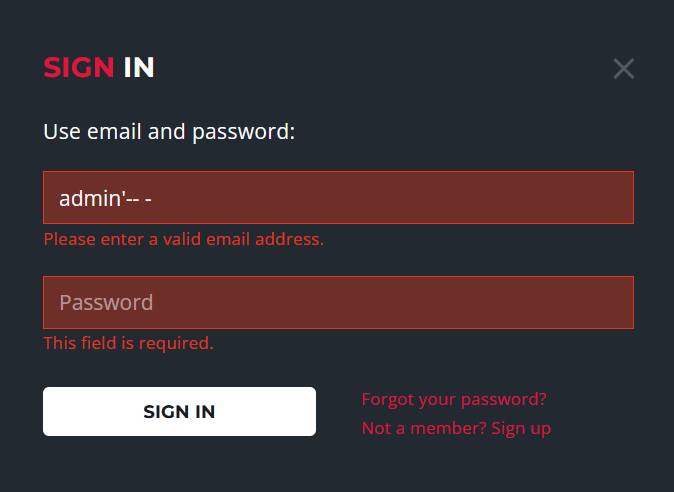 SIGN IN
Use email and password:
admin'-- -
Please enter a valid email address.
Password
This field is required.
SIGN IN
Forgot your password?
Not a member? Sign up